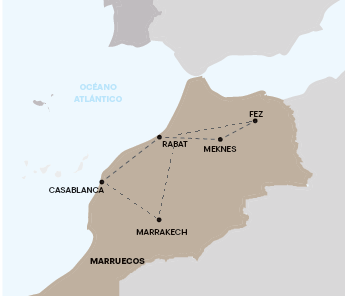 OCÉANO
ATLÁNTICO
FEZ
RABAT
MEKNES
CASABLANCA
MARRAKECH
MARRUECOS